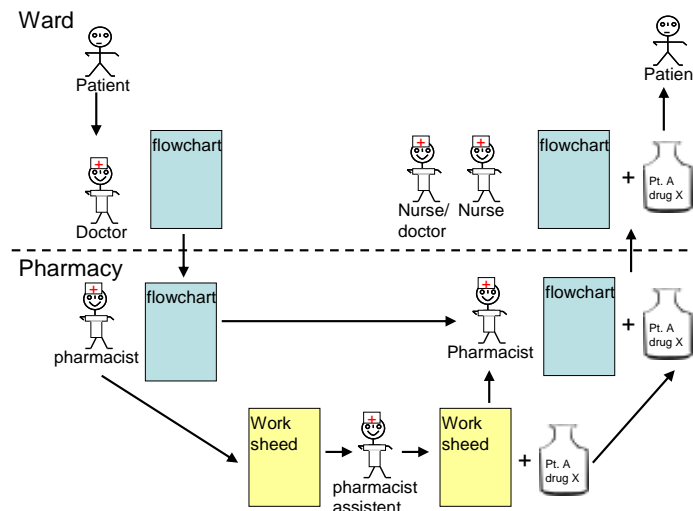 Ward
Patient
Patien
flowchart
flowchart
+
Pt. A
drug X
Doctor
Nurse/
doctor
Nurse
Pharmacy
flowchart
flowchart
+
Pt. A
drug X
pharmacist
Pharmacist
Work
sheed
Work
sheed
+
Pt. A
drug X
pharmacist
assistent